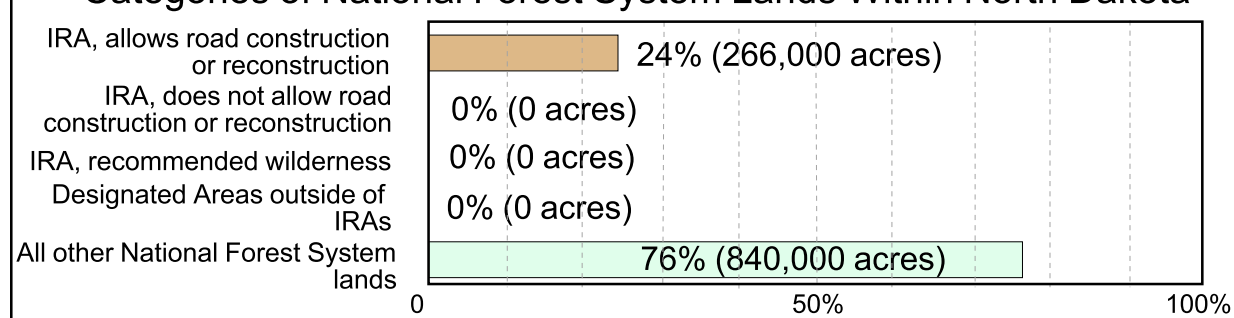 Categories of National Forest System Lands Within North Dakota
IRA, allows road construction
or reconstruction
24% (266,000 acres)
IRA, does not allow road
construction or reconstruction
0% (0 acres)
IRA, recommended wilderness
0% (0 acres)
Designated Areas outside of
IRAs
0% (0 acres)
All other National Forest System
lands
76% (840,000 acres)
0
50%
100%